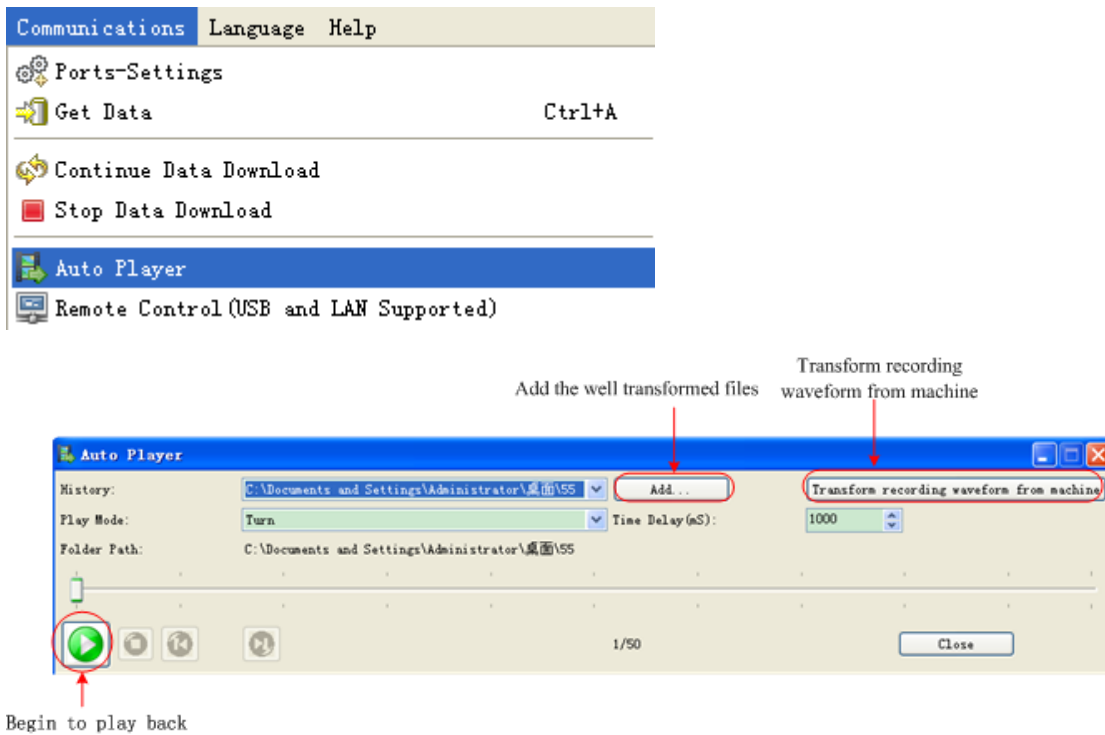 Communications Language Help
Ports-Settings
Get Data Ctrl+A
Continue Data Download
Stop Data Download
Auto Player
Remote Control(USB and LAN Supported)
Transform recording
waveform from machine
Add the well transformed files
Auto Player
History: C:\Documents and Settings\Administrator\桌面\55 Add... Transform recording waveform from machine
Play Mode: Turn Time Delay(mS): 1000
Folder Path: C:\Documents and Settings\Administrator\桌面\55
1/50 Close
Begin to play back